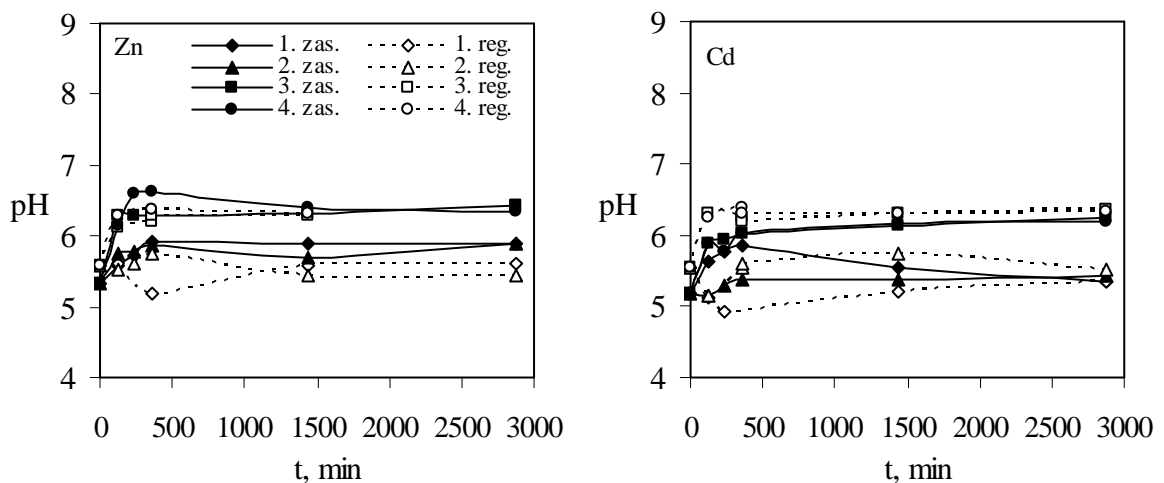 9
8
7
6
5
4
pH
Zn
1. zas. 1. reg.
2. zas. 2. reg.
3. zas. 3. reg.
4. zas. 4. reg.
0 500 1000 1500 2000 2500 3000
t, min
9
8
7
6
5
4
pH
Cd
0 500 1000 1500 2000 2500 3000
t, min